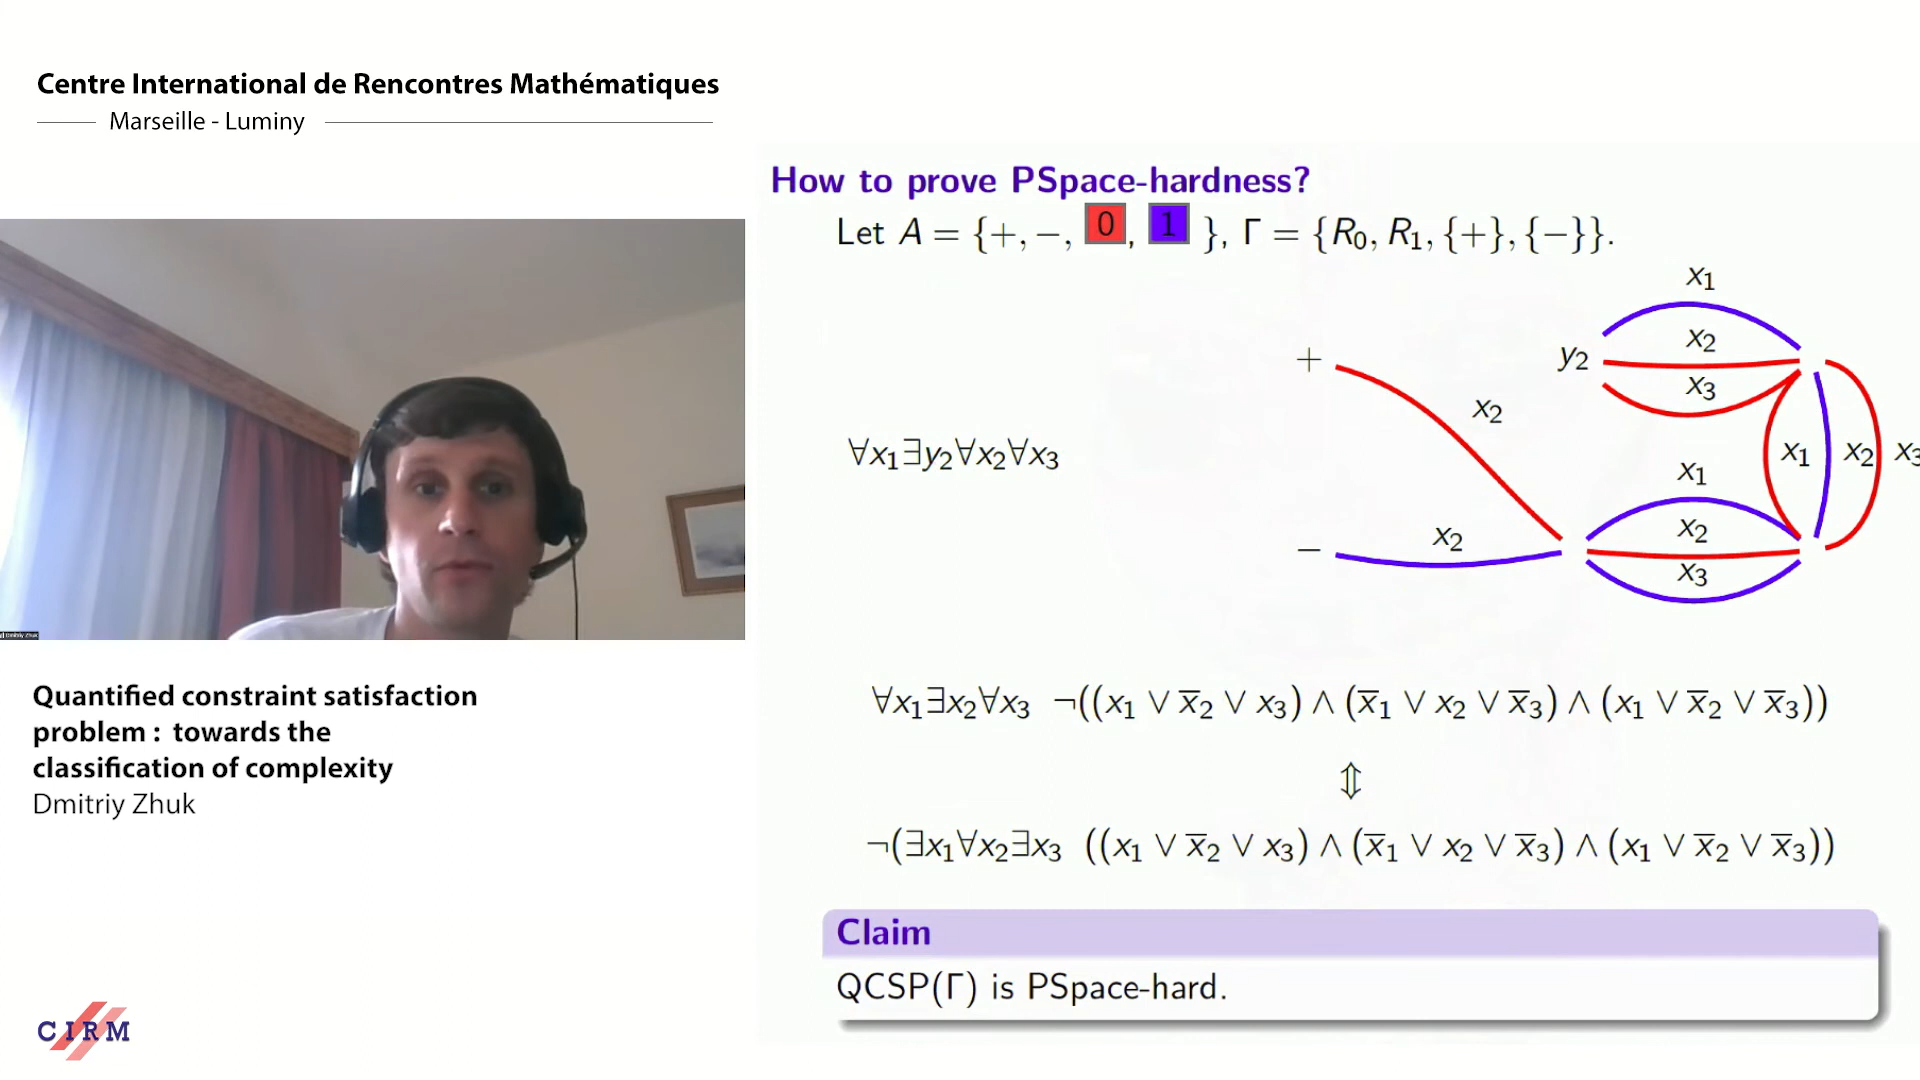 Centre International de Rencontres Mathématiques
Marseille - Luminy
How to prove PSpace-hardness?
Let A = {+, −, 0, 1 }, Γ = {R₀, R₁, {+}, {−}}.
x₁
x₂
x₃
+
y₂
x₂
∀x₁∃y₂∀x₂∀x₃
x₁
x₂
x₃
x₁
x₂
x₃
−
x₂
∀x₁∃x₂∀x₃ ¬((x₁ ∨ x̅₂ ∨ x₃) ∧ (x̅₁ ∨ x₂ ∨ x̅₃) ∧ (x₁ ∨ x̅₂ ∨ x̅₃))
⇕
¬(∃x₁∀x₂∃x₃ ((x₁ ∨ x̅₂ ∨ x₃) ∧ (x̅₁ ∨ x₂ ∨ x̅₃) ∧ (x₁ ∨ x̅₂ ∨ x̅₃))
Claim
QCSP(Γ) is PSpace-hard.
Dmitriy Zhuk
Quantified constraint satisfaction
problem : towards the
classification of complexity
Dmitriy Zhuk
CIRM